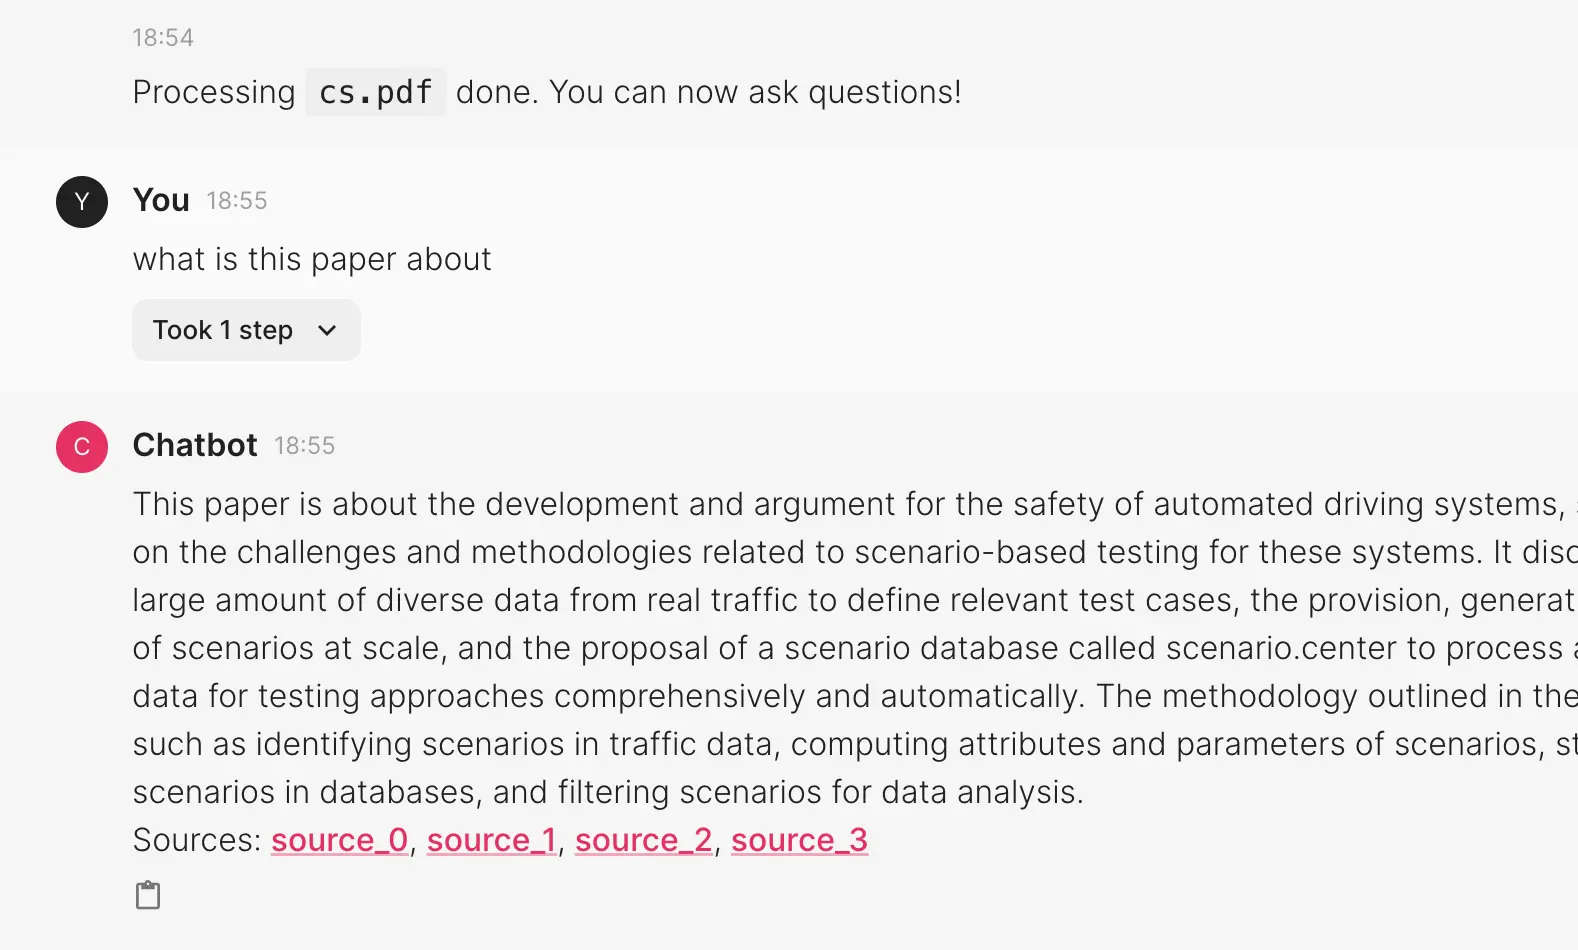 18:54
Processing cs.pdf done. You can now ask questions!
Y
You 18:55
what is this paper about
Took 1 step
C
Chatbot 18:55
This paper is about the development and argument for the safety of automated driving systems,
on the challenges and methodologies related to scenario-based testing for these systems. It disc
large amount of diverse data from real traffic to define relevant test cases, the provision, generat
of scenarios at scale, and the proposal of a scenario database called scenario.center to process
data for testing approaches comprehensively and automatically. The methodology outlined in the
such as identifying scenarios in traffic data, computing attributes and parameters of scenarios, st
scenarios in databases, and filtering scenarios for data analysis.
Sources: source_0, source_1, source_2, source_3